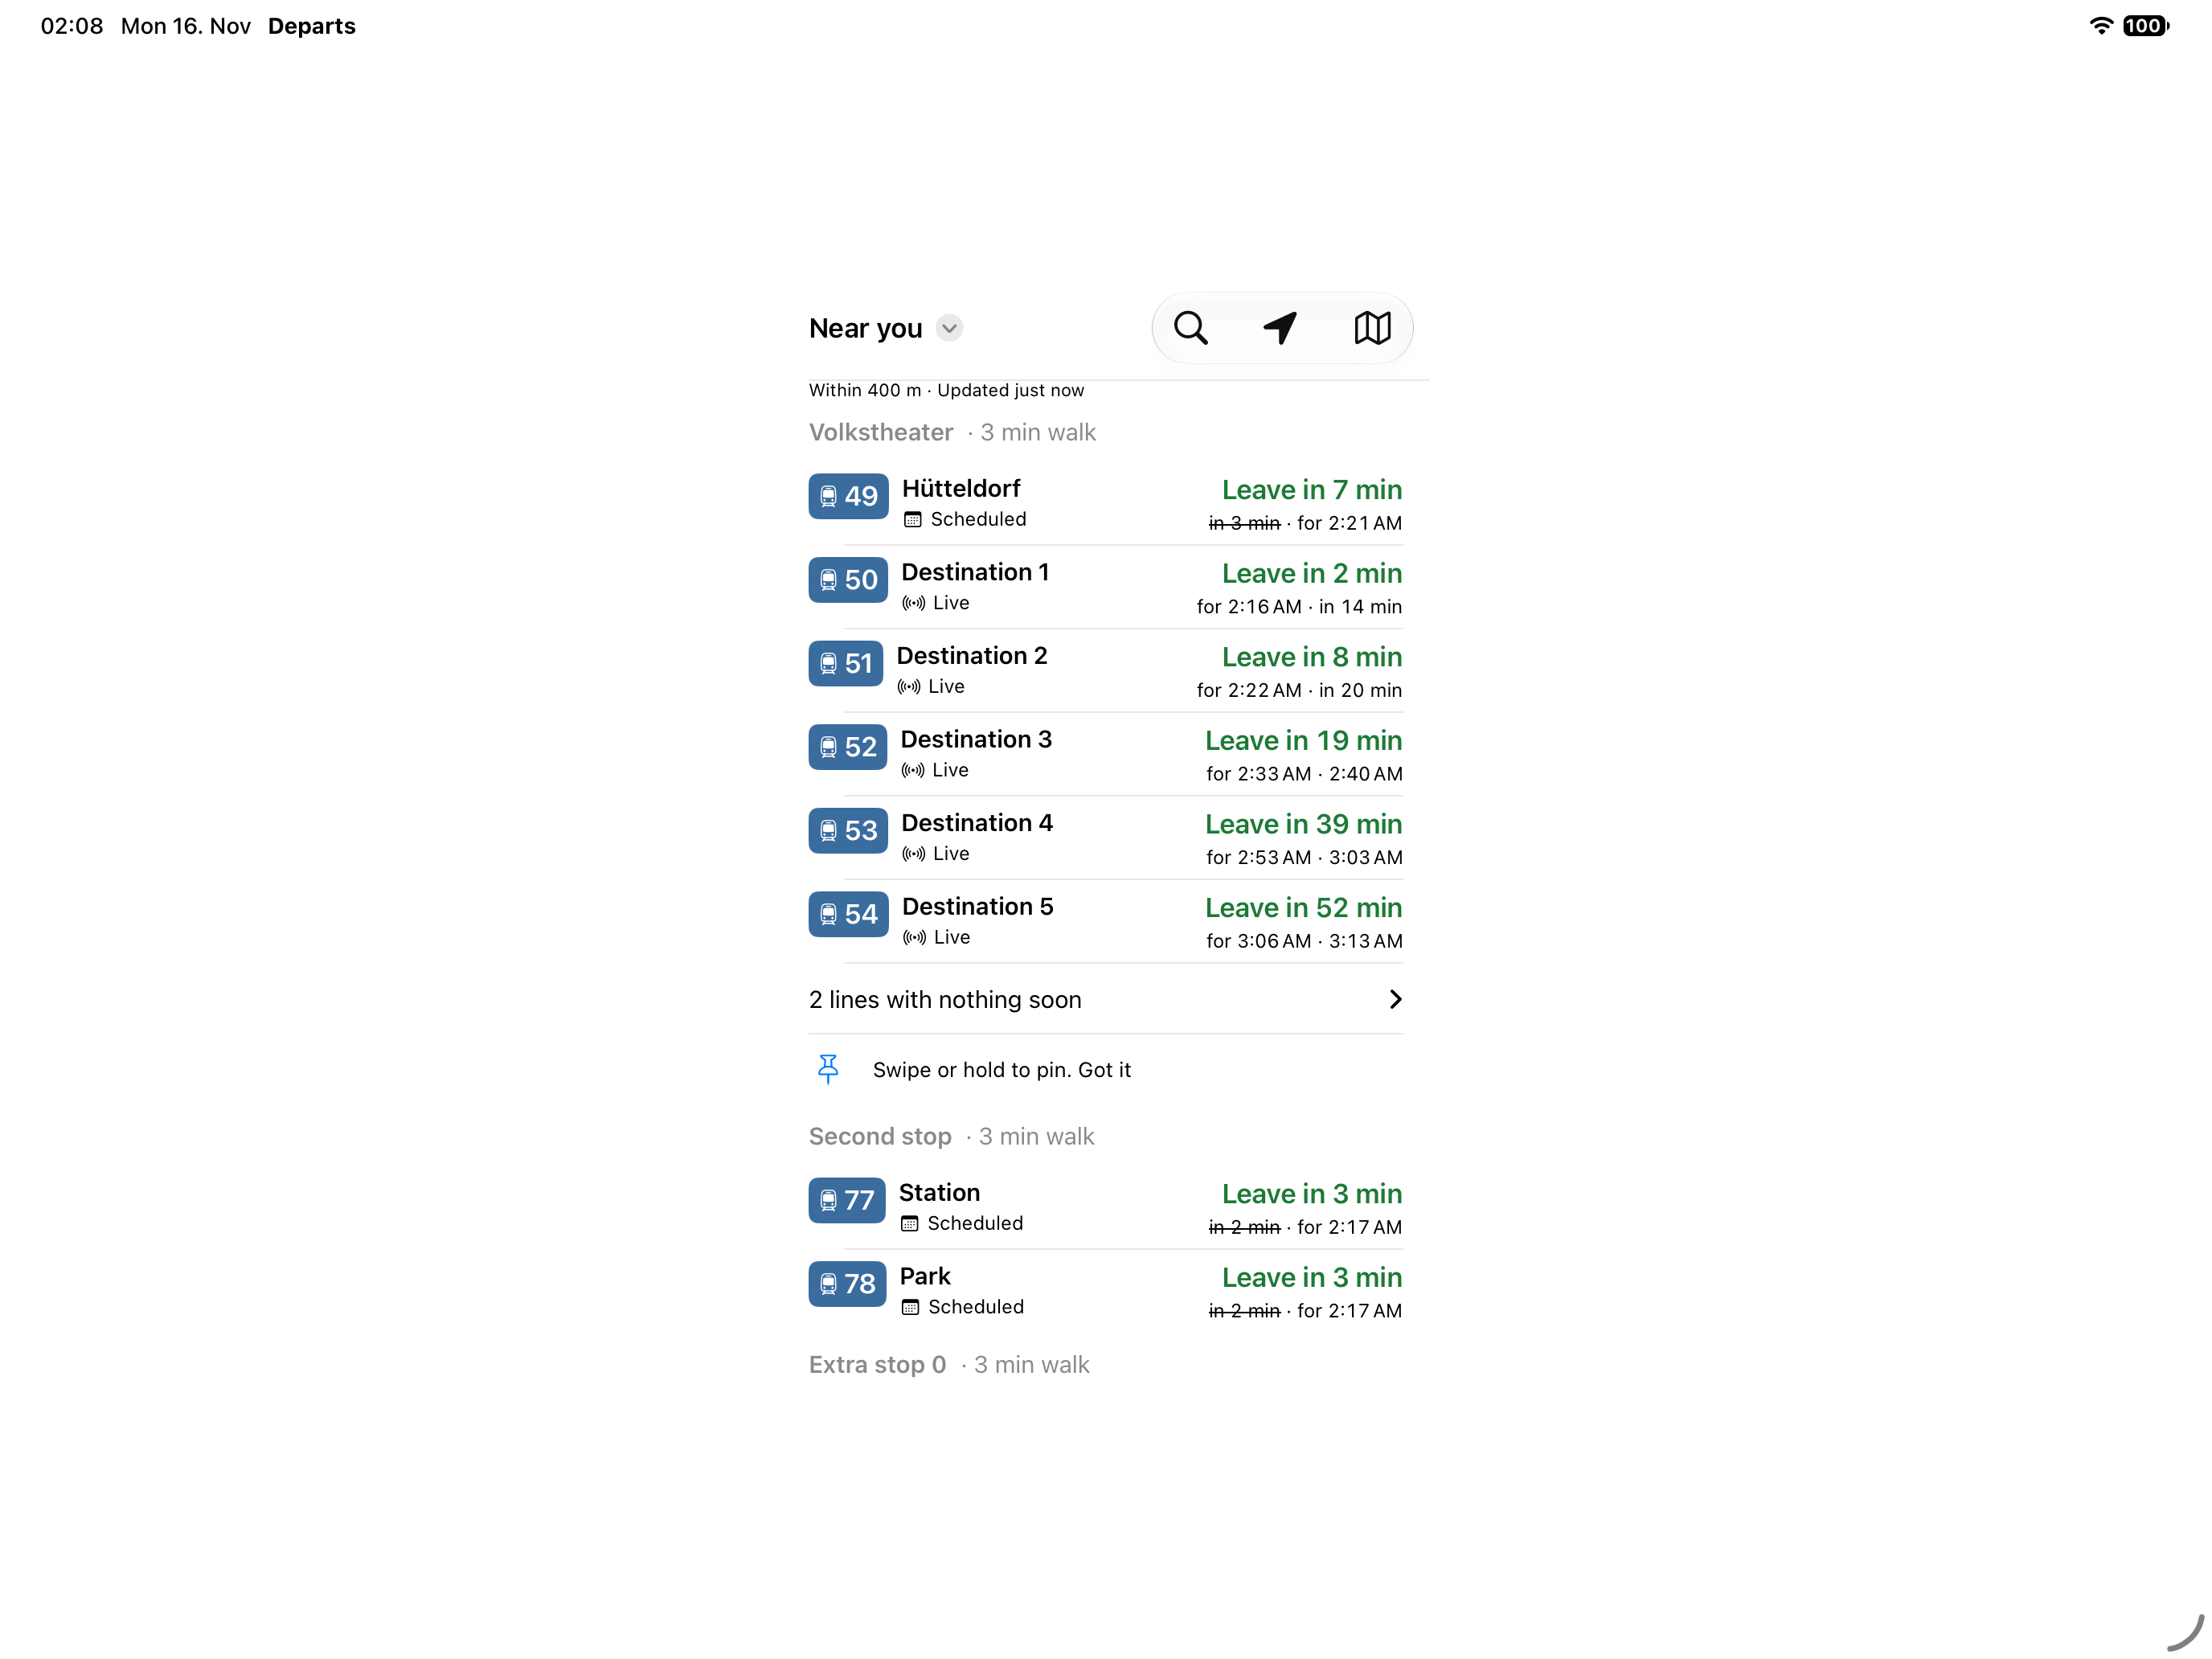 02:08 Mon 16. Nov Departs
100
Near you
Within 400 m · Updated just now
Volkstheater · 3 min walk
49 Hütteldorf Leave in 7 min
Scheduled in 3 min · for 2:21 AM
50 Destination 1 Leave in 2 min
Live for 2:16 AM · in 14 min
51 Destination 2 Leave in 8 min
Live for 2:22 AM · in 20 min
52 Destination 3 Leave in 19 min
Live for 2:33 AM · 2:40 AM
53 Destination 4 Leave in 39 min
Live for 2:53 AM · 3:03 AM
54 Destination 5 Leave in 52 min
Live for 3:06 AM · 3:13 AM
2 lines with nothing soon
Swipe or hold to pin. Got it
Second stop · 3 min walk
77 Station Leave in 3 min
Scheduled in 2 min · for 2:17 AM
78 Park Leave in 3 min
Scheduled in 2 min · for 2:17 AM
Extra stop 0 · 3 min walk